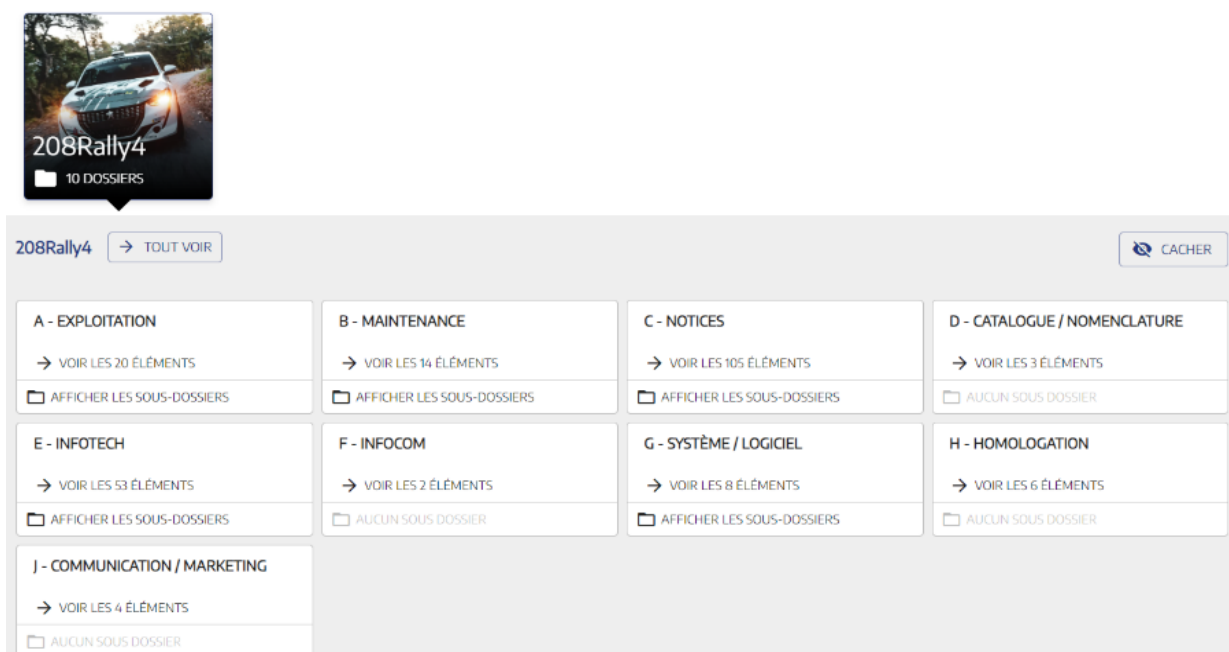 208Rally4
10 DOSSIERS
208Rally4
TOUT VOIR
CACHER
A - EXPLOITATION
VOIR LES 20 ÉLÉMENTS
AFFICHER LES SOUS-DOSSIERS
B - MAINTENANCE
VOIR LES 14 ÉLÉMENTS
AFFICHER LES SOUS-DOSSIERS
C - NOTICES
VOIR LES 105 ÉLÉMENTS
AFFICHER LES SOUS-DOSSIERS
D - CATALOGUE / NOMENCLATURE
VOIR LES 3 ÉLÉMENTS
AUCUN SOUS DOSSIER
E - INFOTECH
VOIR LES 53 ÉLÉMENTS
AFFICHER LES SOUS-DOSSIERS
F - INFOCOM
VOIR LES 2 ÉLÉMENTS
AUCUN SOUS DOSSIER
G - SYSTÈME / LOGICIEL
VOIR LES 8 ÉLÉMENTS
AFFICHER LES SOUS-DOSSIERS
H - HOMOLOGATION
VOIR LES 6 ÉLÉMENTS
AUCUN SOUS DOSSIER
J - COMMUNICATION / MARKETING
VOIR LES 4 ÉLÉMENTS
AUCUN SOUS DOSSIER